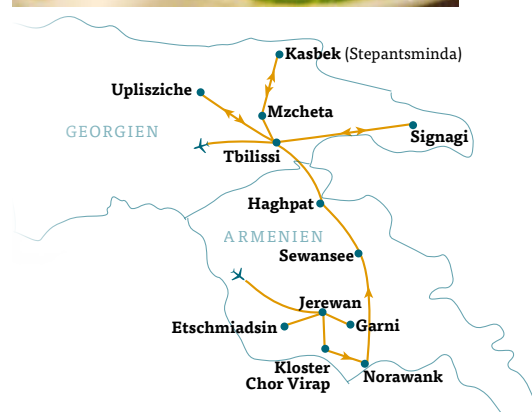 Kasbek (Stepantsminda)
Uplisziche
Mzcheta
GEORGIEN
Signagi
Tbilissi
Haghpat
ARMENIEN
Sewansee
Jerewan
Etschmiadsin
Garni
Kloster
Chor Virap
Norawank